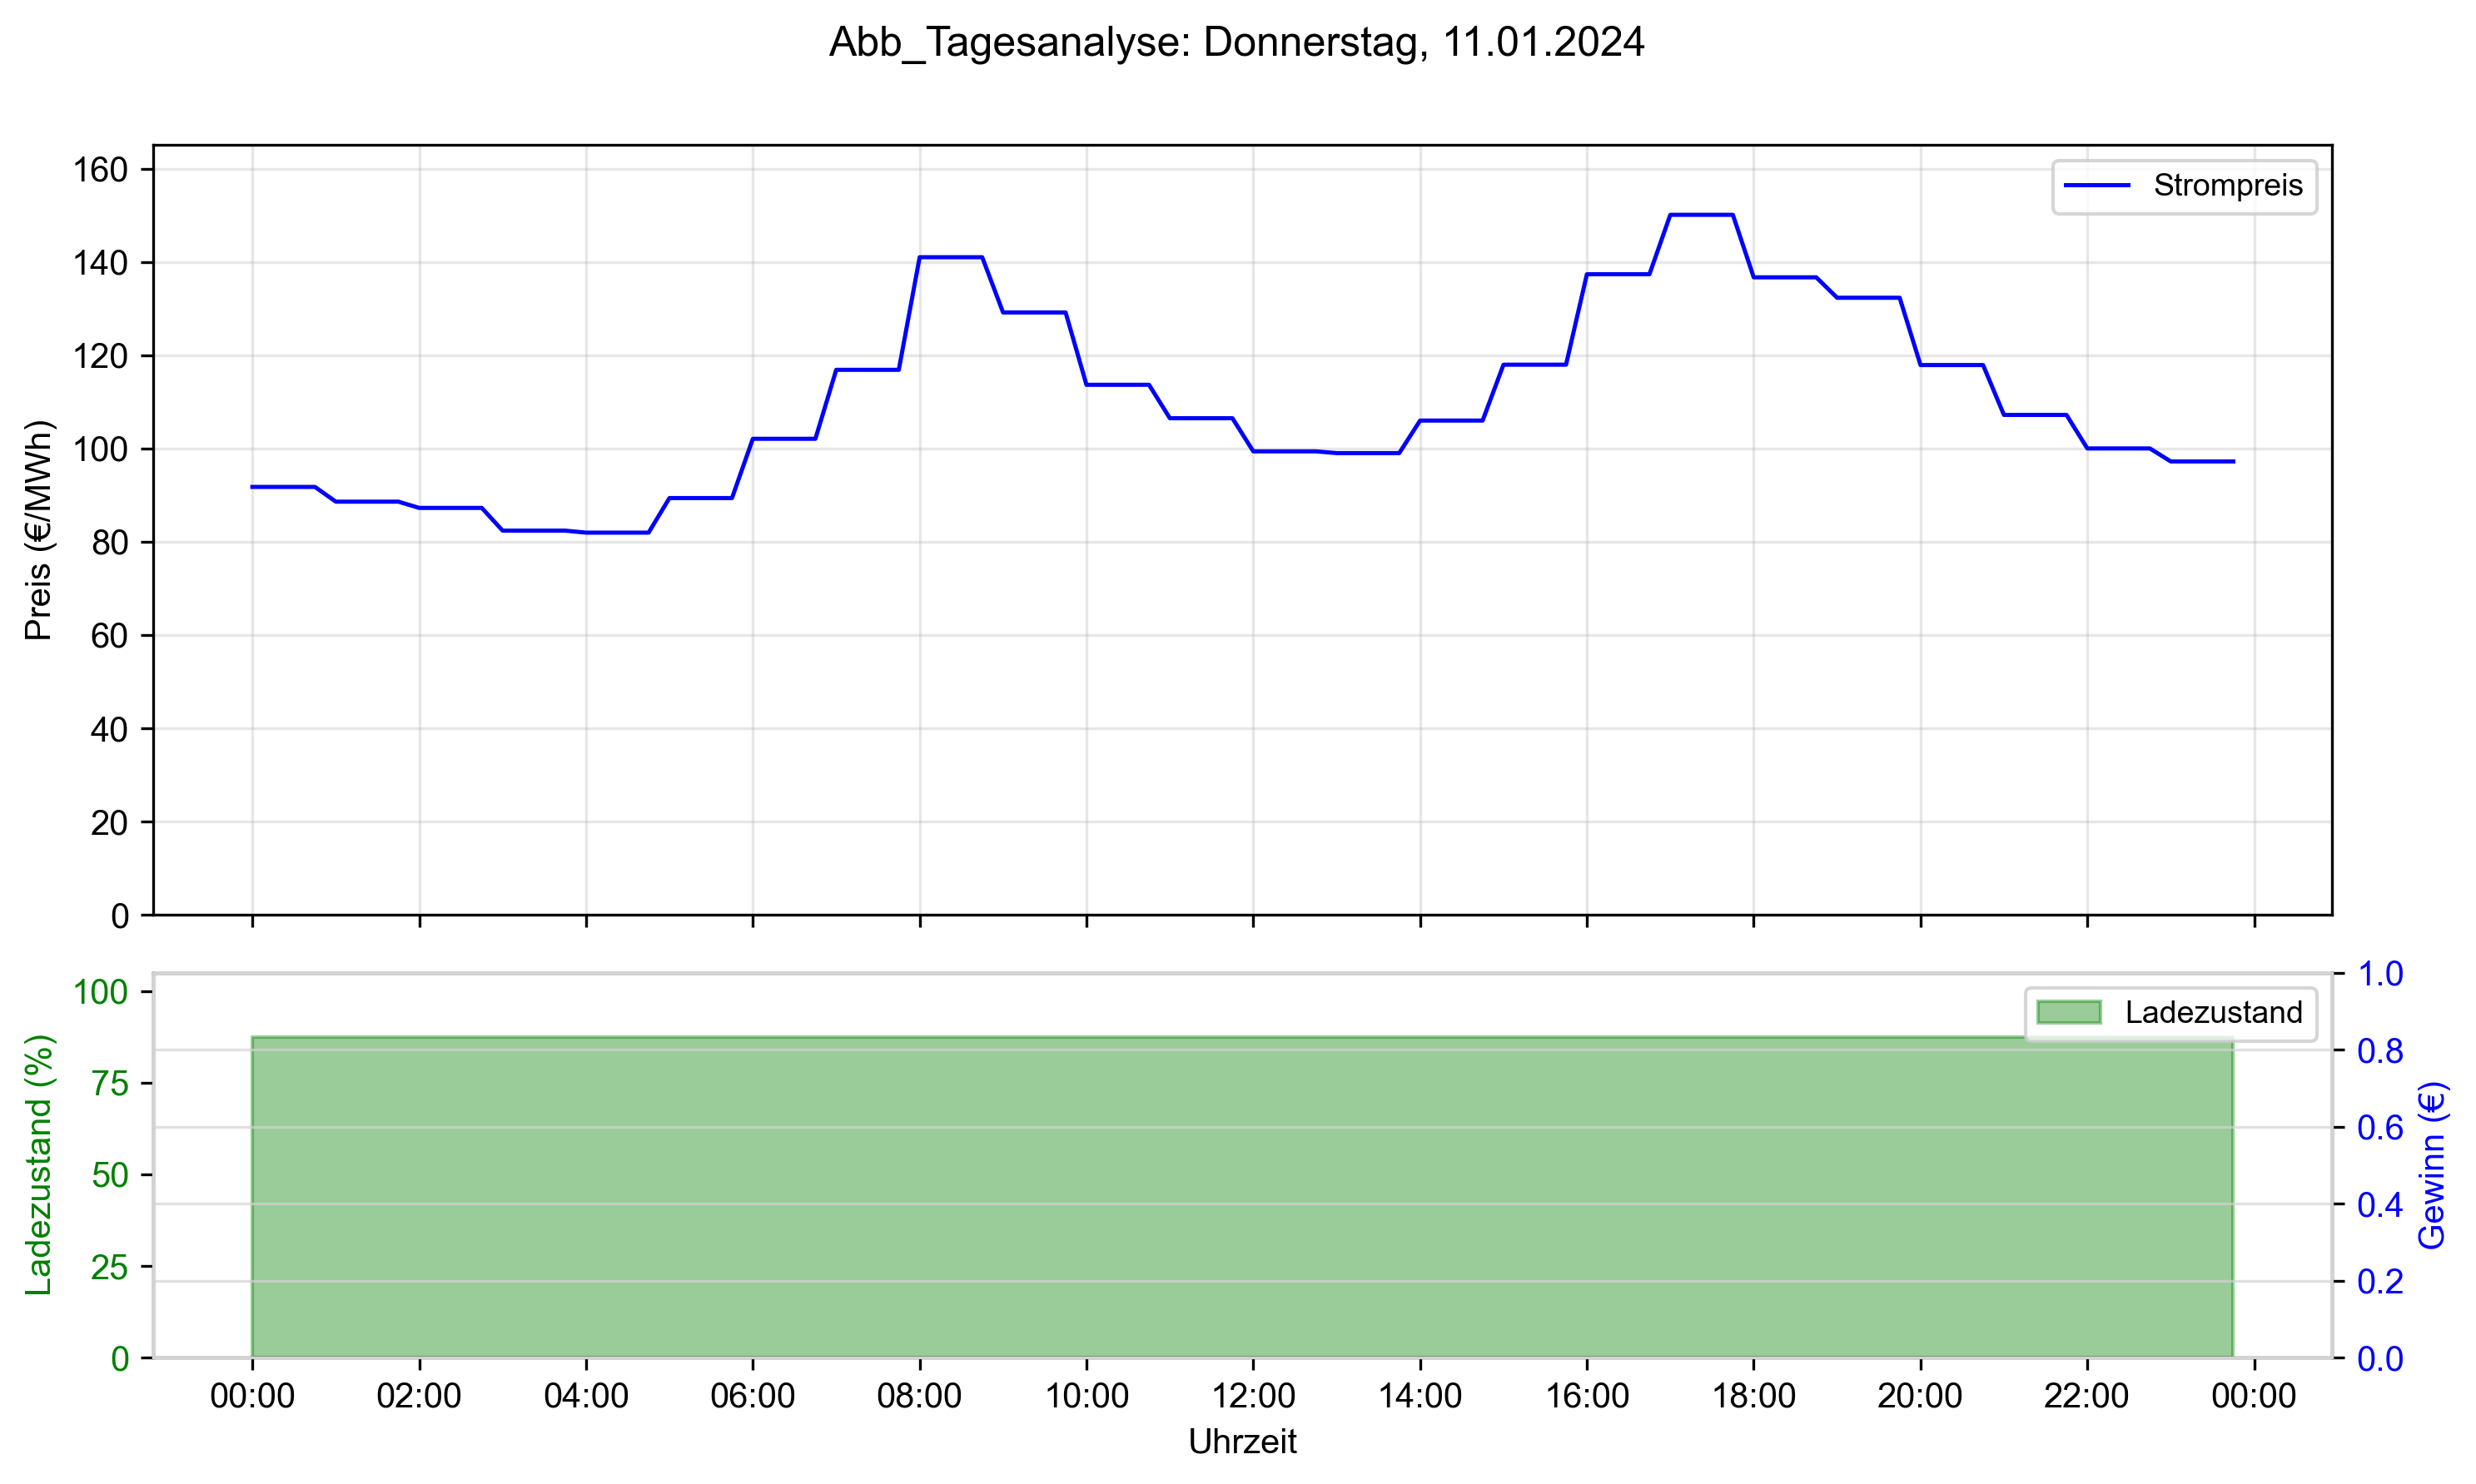 Abb_Tagesanalyse: Donnerstag, 11.01.2024
160
140
120
100
80
60
40
20
0
Preis (€/MWh)
Strompreis
100
75
50
25
0
Ladezustand (%)
Ladezustand
1.0
0.8
0.6
0.4
0.2
0.0
Gewinn (€)
00:00 02:00 04:00 06:00 08:00 10:00 12:00 14:00 16:00 18:00 20:00 22:00 00:00
Uhrzeit